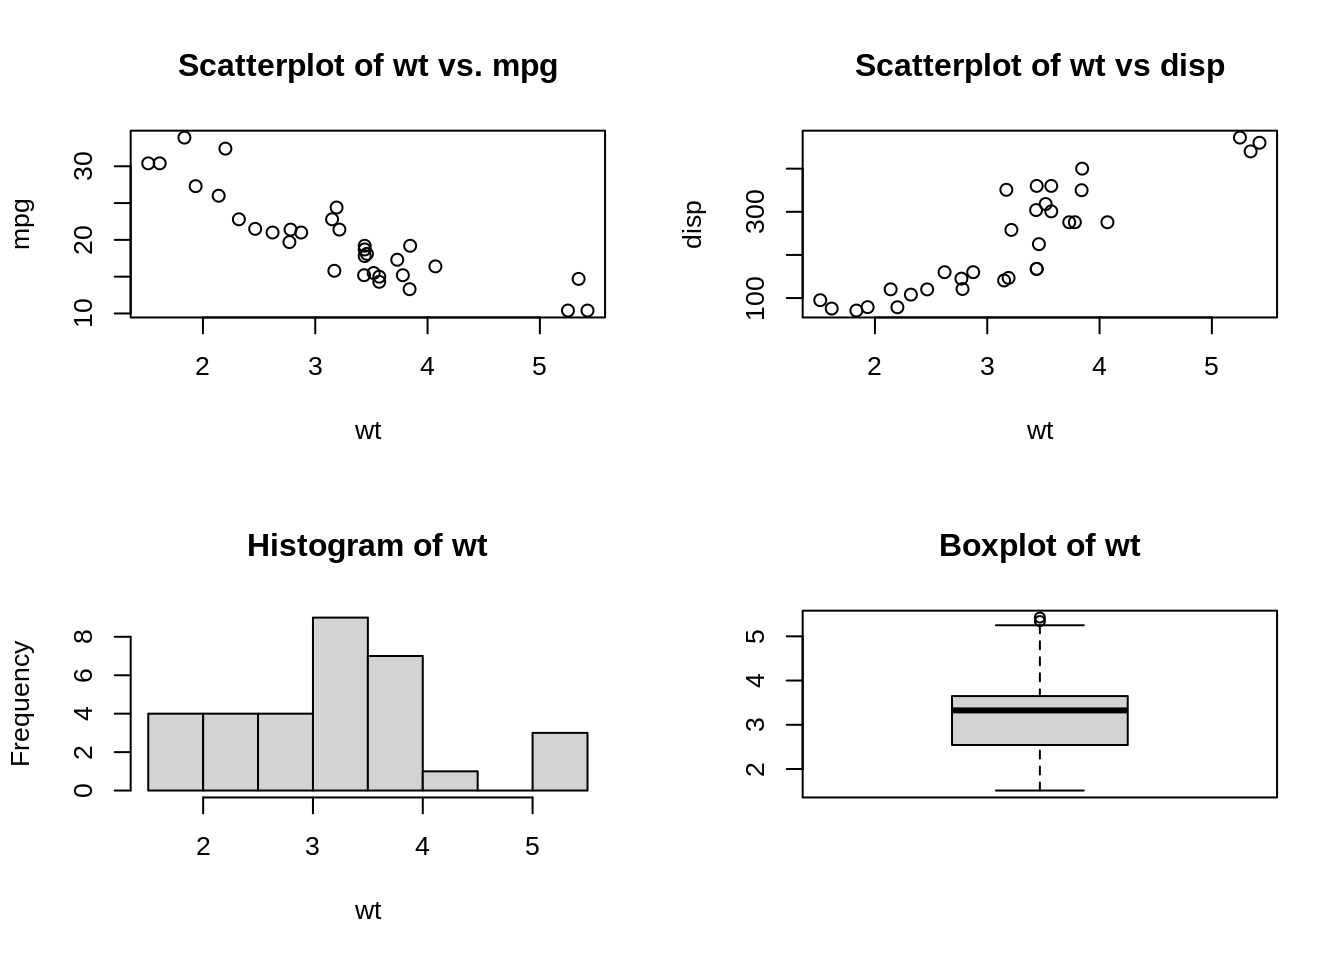 Scatterplot of wt vs. mpg
mpg
10 20 30
2 3 4 5
wt
Scatterplot of wt vs disp
disp
100 300
2 3 4 5
wt
Histogram of wt
Frequency
0 2 4 6 8
2 3 4 5
wt
Boxplot of wt
2 3 4 5